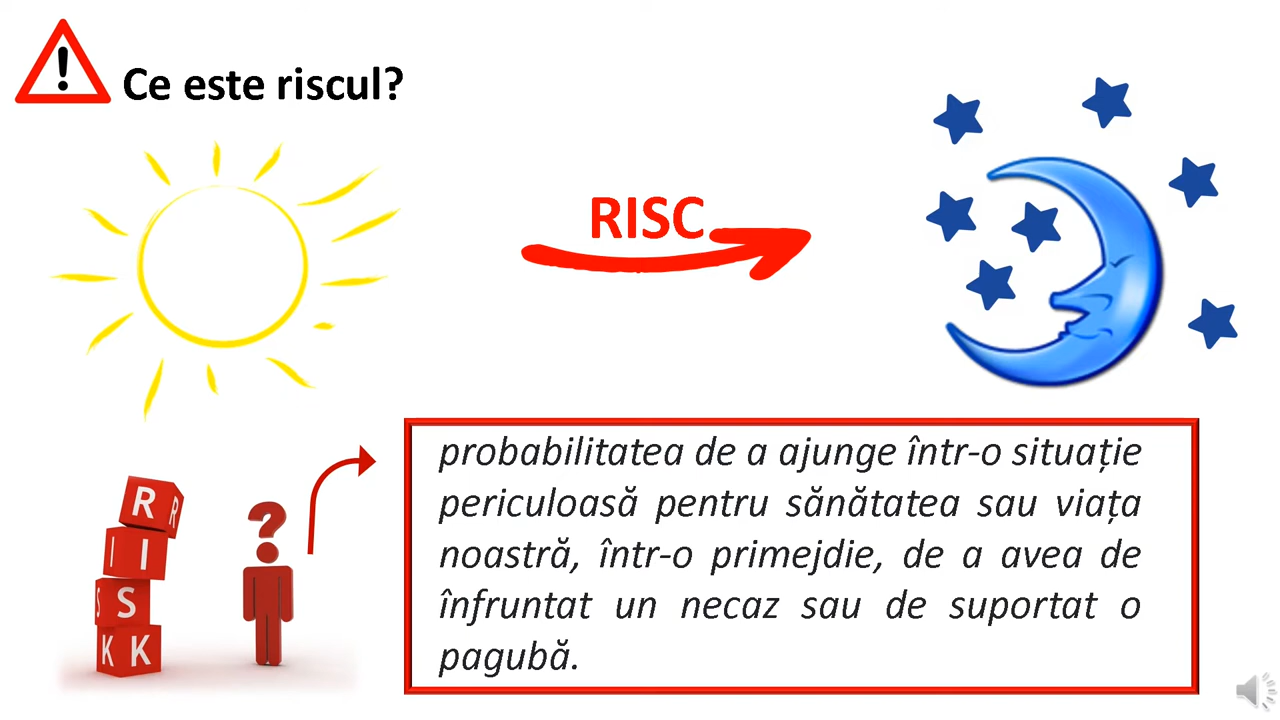 Ce este riscul?
RISC
probabilitatea de a ajunge într-o situație
periculoasă pentru sănătatea sau viața
noastră, într-o primejdie, de a avea de
înfruntat un necaz sau de suportat o
pagubă.
R R
I I
S S
K K
?